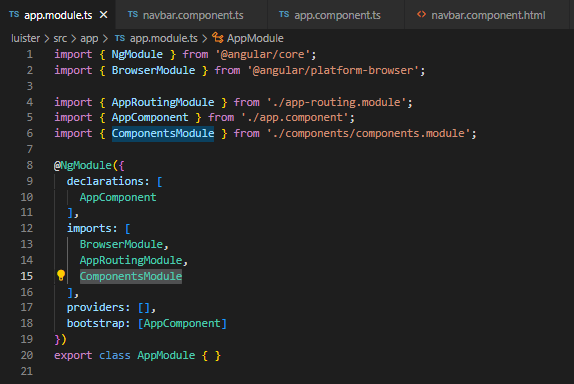 TS app.module.ts × TS navbar.component.ts TS app.component.ts <> navbar.component.html
luister > src > app > TS app.module.ts > AppModule
1 import { NgModule } from '@angular/core';
2 import { BrowserModule } from '@angular/platform-browser';
3
4 import { AppRoutingModule } from './app-routing.module';
5 import { AppComponent } from './app.component';
6 import { ComponentsModule } from './components/components.module';
7
8 @NgModule({
9   declarations: [
10     AppComponent
11   ],
12   imports: [
13     BrowserModule,
14     AppRoutingModule,
15     ComponentsModule
16   ],
17   providers: [],
18   bootstrap: [AppComponent]
19 })
20 export class AppModule { }
21